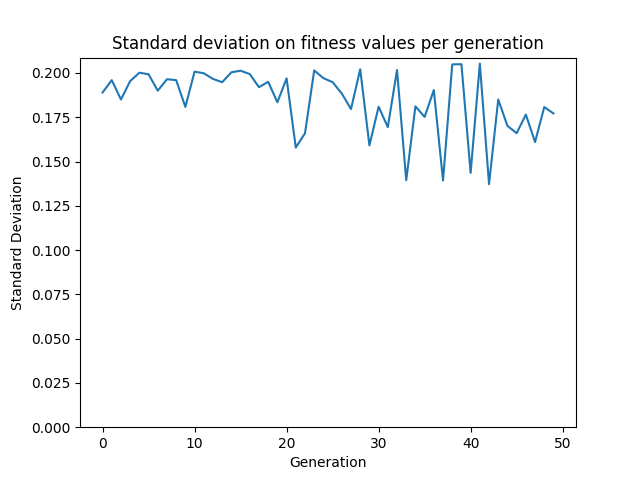 Standard deviation on fitness values per generation
0.200
0.175
0.150
0.125
0.100
0.075
0.050
0.025
0.000
Standard Deviation
0 10 20 30 40 50
Generation